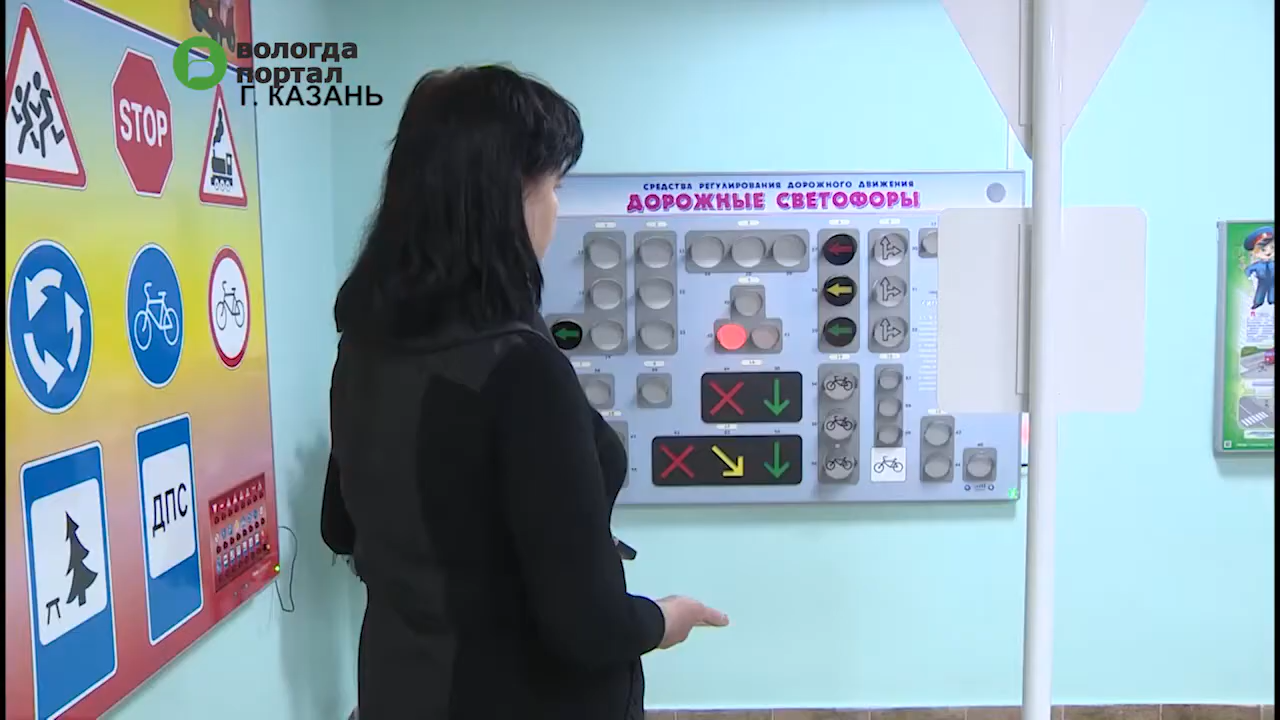 вологда
портал
Г. КАЗАНЬ
STOP
ДПС
СРЕДСТВА РЕГУЛИРОВАНИЯ ДОРОЖНОГО ДВИЖЕНИЯ
ДОРОЖНЫЕ СВЕТОФОРЫ